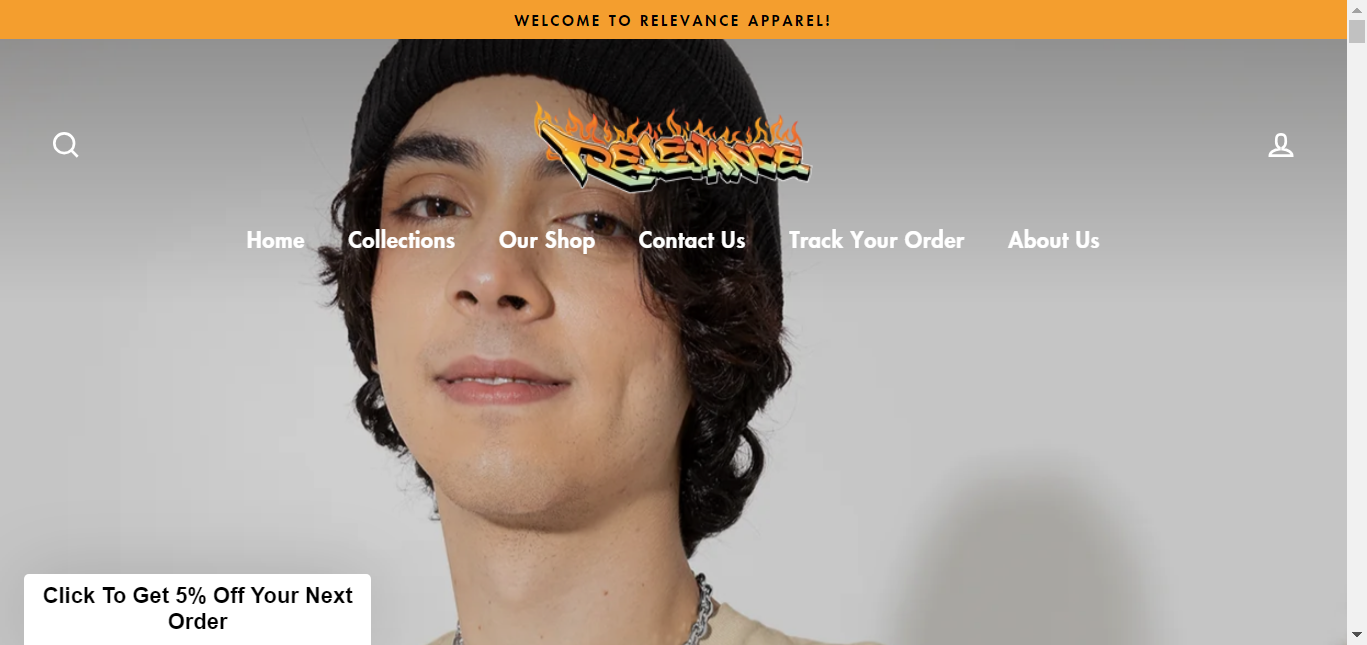 WELCOME TO RELEVANCE APPAREL!
RELEVANCE
Home Collections Our Shop Contact Us Track Your Order About Us
Click To Get 5% Off Your Next
Order